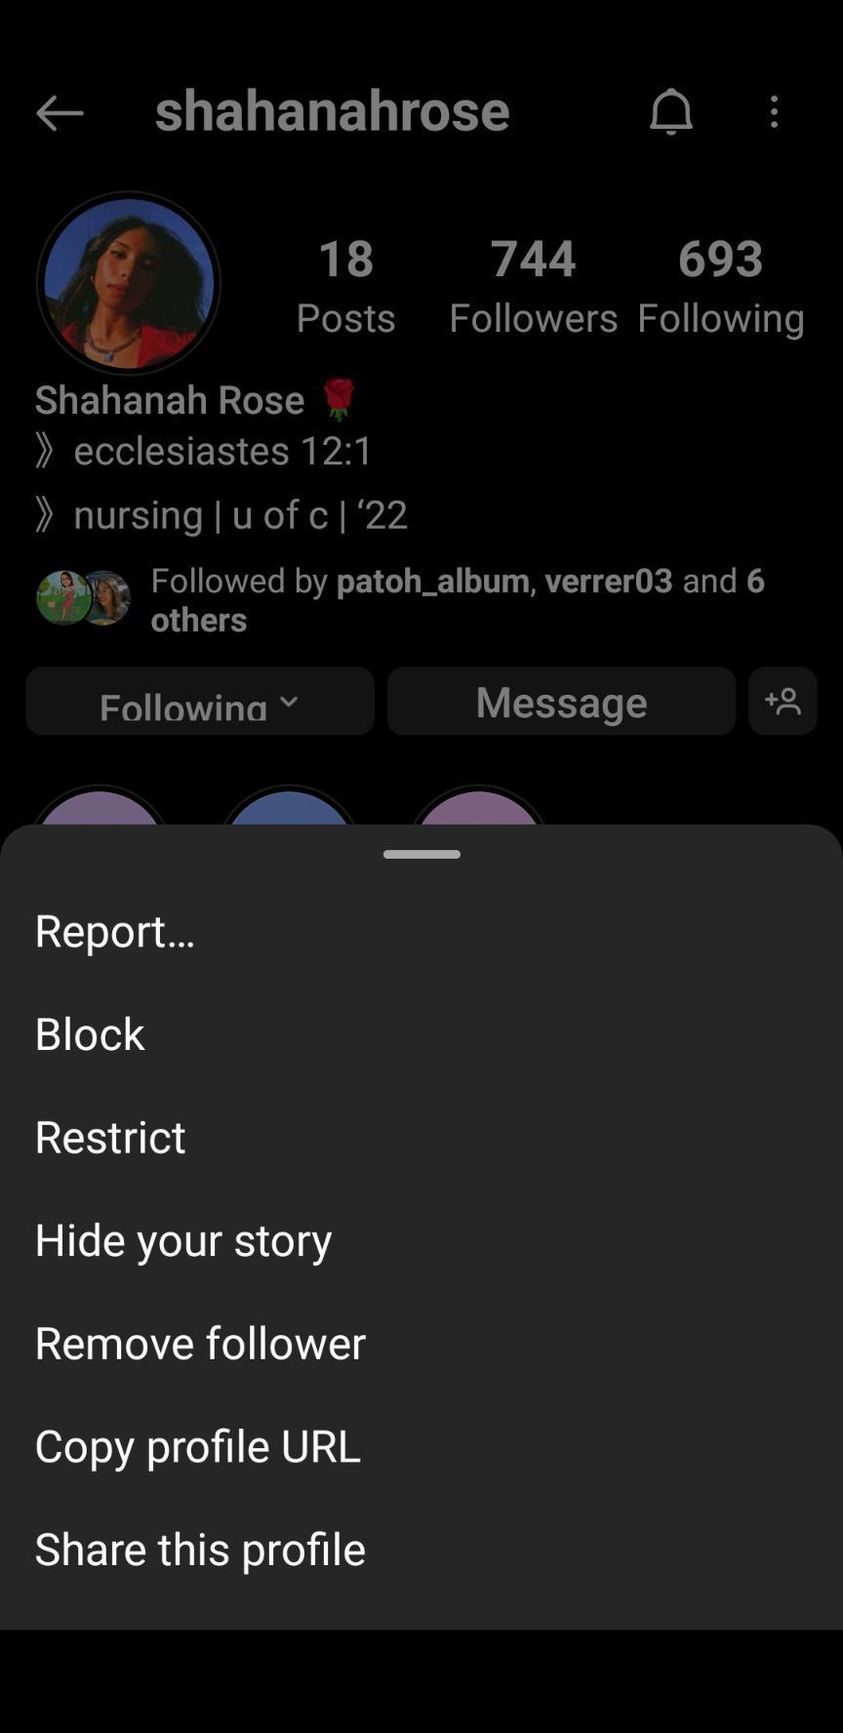 shahanahrose
18 744 693
Posts Followers Following
Shahanah Rose 🌹
》ecclesiastes 12:1
》nursing | u of c | ‘22
Followed by patoh_album, verrer03 and 6
others
Following Message
Report...
Block
Restrict
Hide your story
Remove follower
Copy profile URL
Share this profile